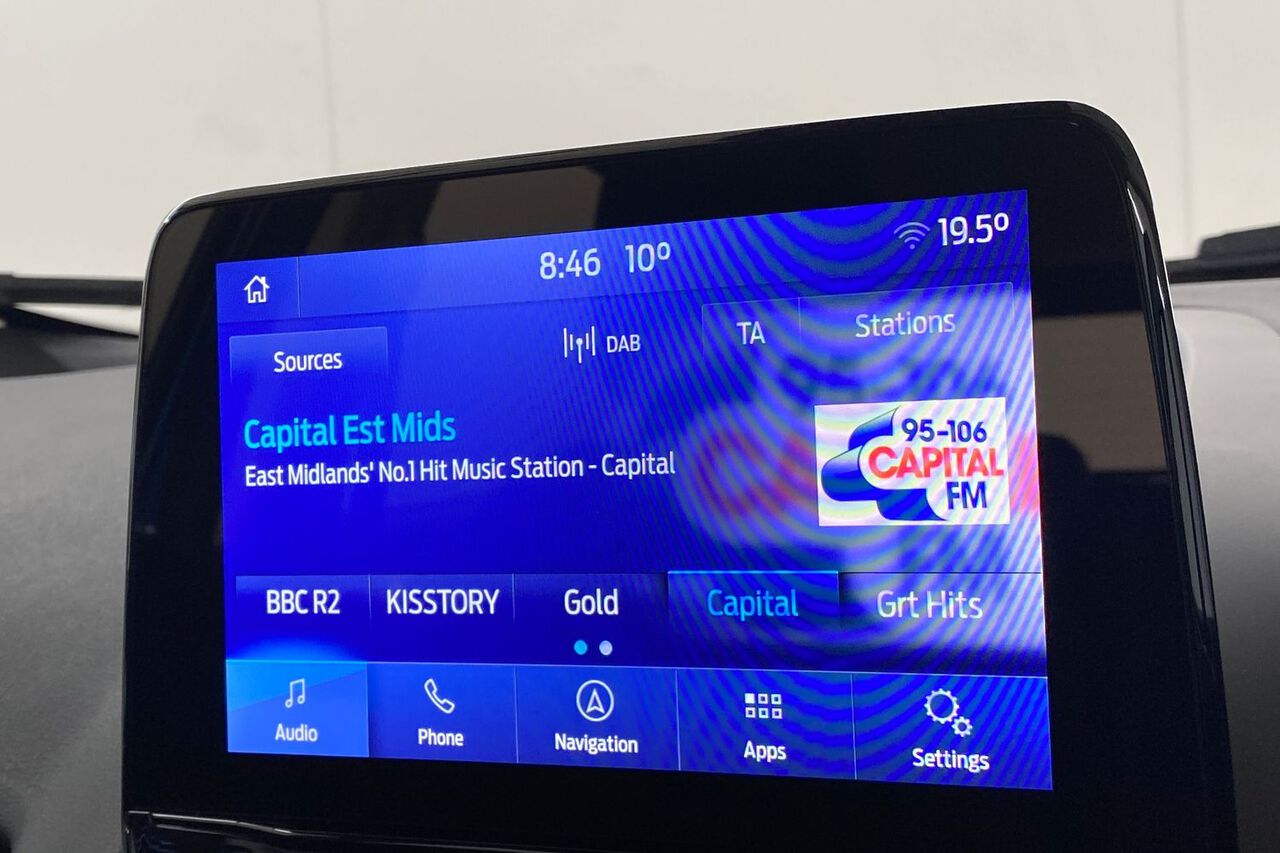 8:46 10° 19.5°
Sources DAB TA Stations
Capital Est Mids
East Midlands' No.1 Hit Music Station - Capital
95-106
CAPITAL
FM
BBC R2 KISSTORY Gold Capital Grt Hits
Audio Phone Navigation Apps Settings